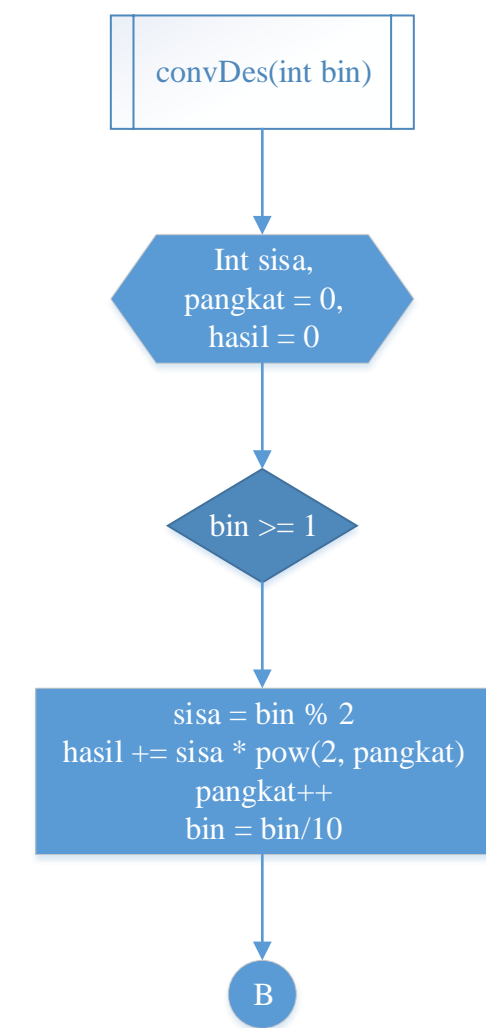 convDes(int bin)
Int sisa,
pangkat = 0,
hasil = 0
bin >= 1
sisa = bin % 2
hasil += sisa * pow(2, pangkat)
pangkat++
bin = bin/10
B